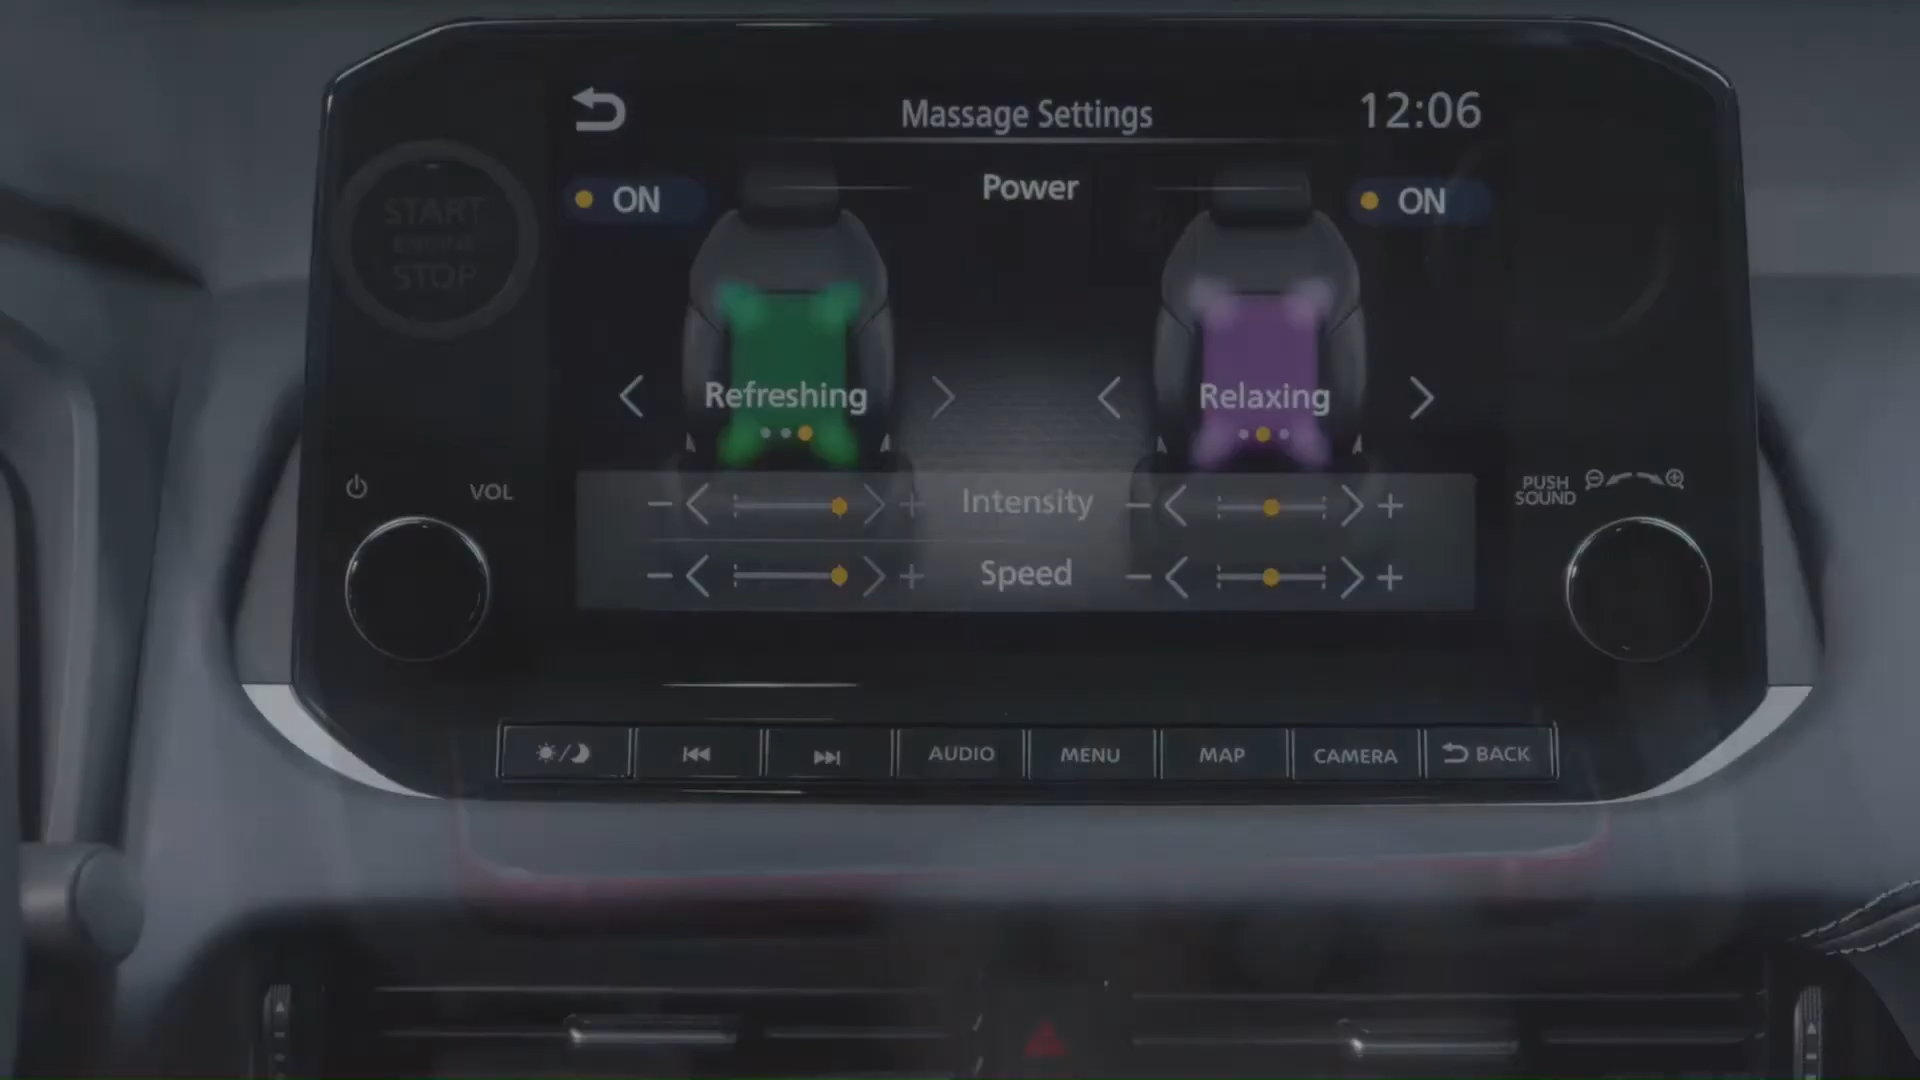 Massage Settings
12:06
ON
Power
ON
START
ENGINE
STOP
Refreshing
Relaxing
VOL
Intensity
PUSH
SOUND
Speed
AUDIO
MENU
MAP
CAMERA
BACK